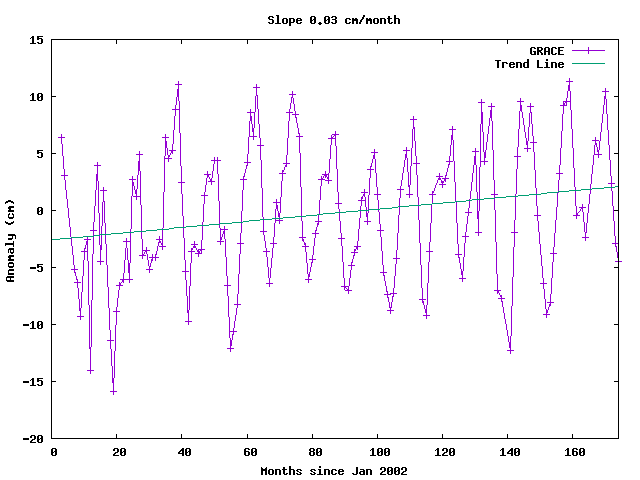 Slope 0.03 cm/month
GRACE
Trend Line
15
10
5
0
-5
-10
-15
-20
Anomaly (cm)
0 20 40 60 80 100 120 140 160
Months since Jan 2002